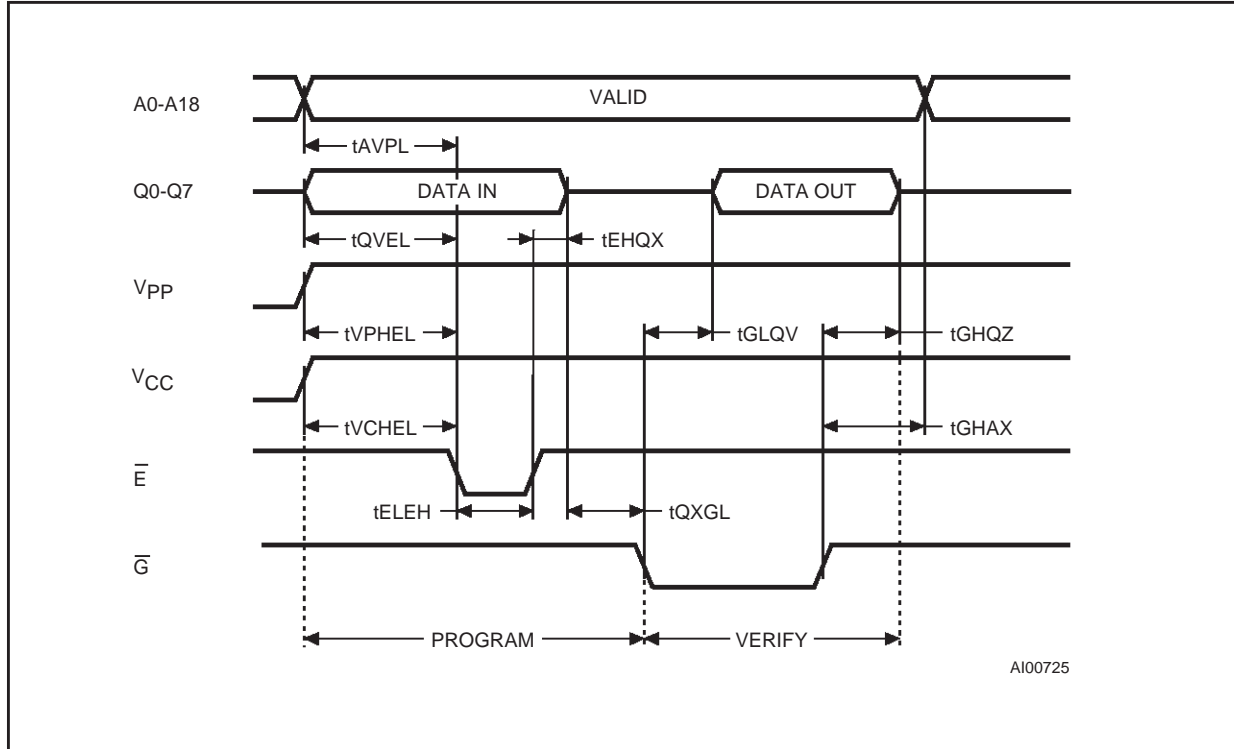 A0-A18
VALID
tAVPL
Q0-Q7
DATA IN
DATA OUT
tQVEL
tEHQX
VPP
tVPHEL
tGLQV
tGHQZ
VCC
tVCHEL
tGHAX
E
tELEH
tQXGL
G
PROGRAM
VERIFY
AI00725